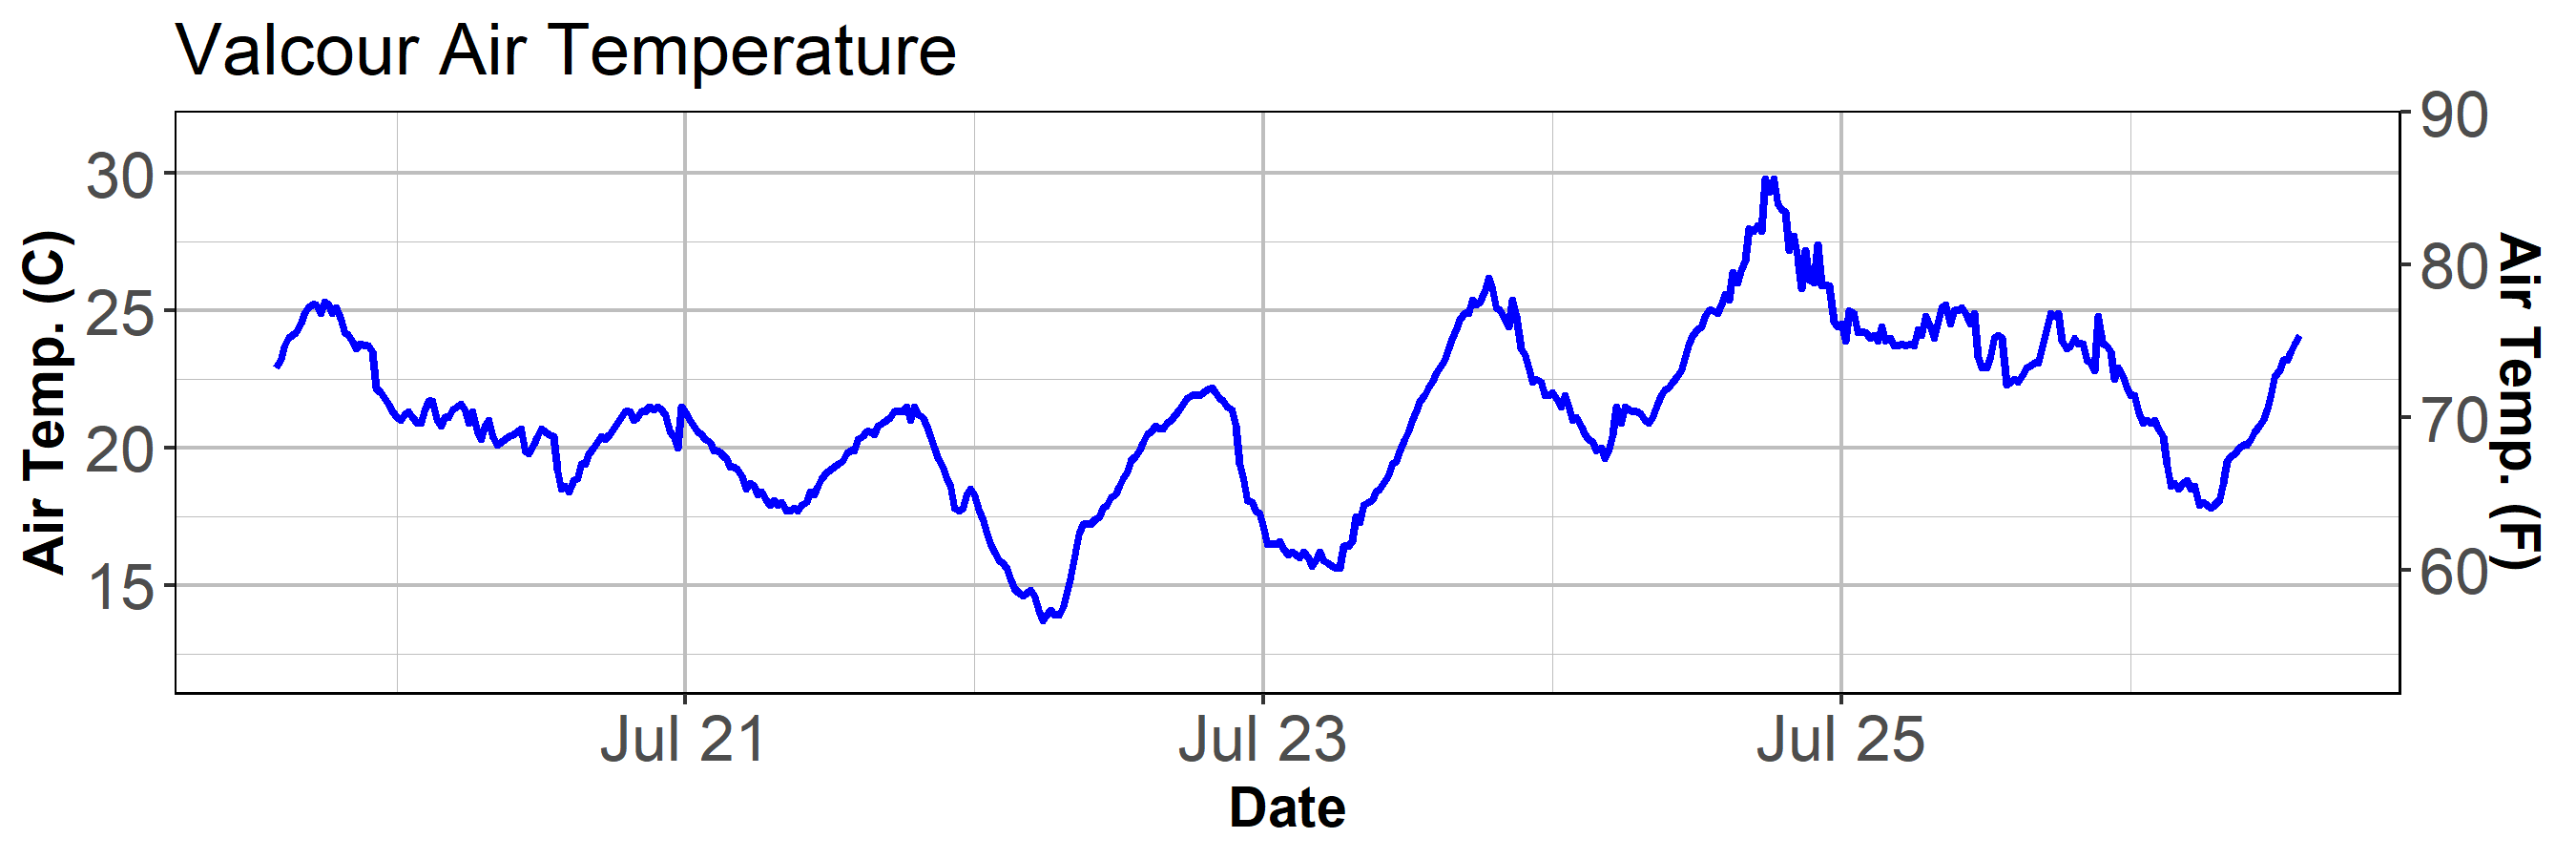 Valcour Air Temperature
Air Temp. (C)
30
25
20
15
90
80
70
60
Air Temp. (F)
Jul 21
Jul 23
Jul 25
Date